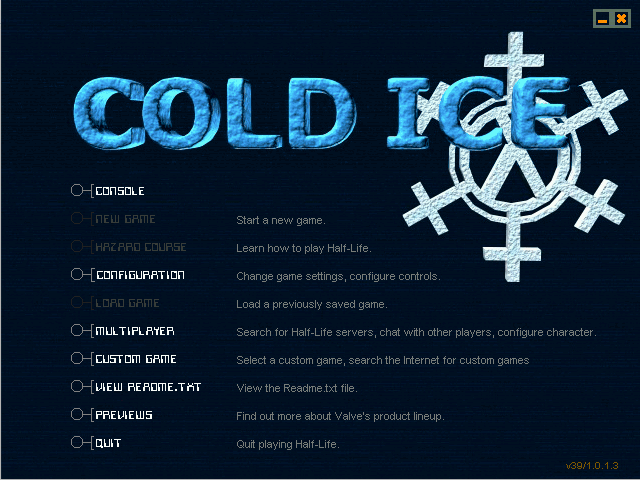 COLD ICE
CONSOLE
NEW GAME Start a new game.
HAZARD COURSE Learn how to play Half-Life.
CONFIGURATION Change game settings, configure controls.
LOAD GAME Load a previously saved game.
MULTIPLAYER Search for Half-Life servers, chat with other players, configure character.
CUSTOM GAME Select a custom game, search the Internet for custom games
VIEW README.TXT View the Readme.txt file.
PREVIEWS Find out more about Valve's product lineup.
QUIT Quit playing Half-Life.
v39/1.0.1.3